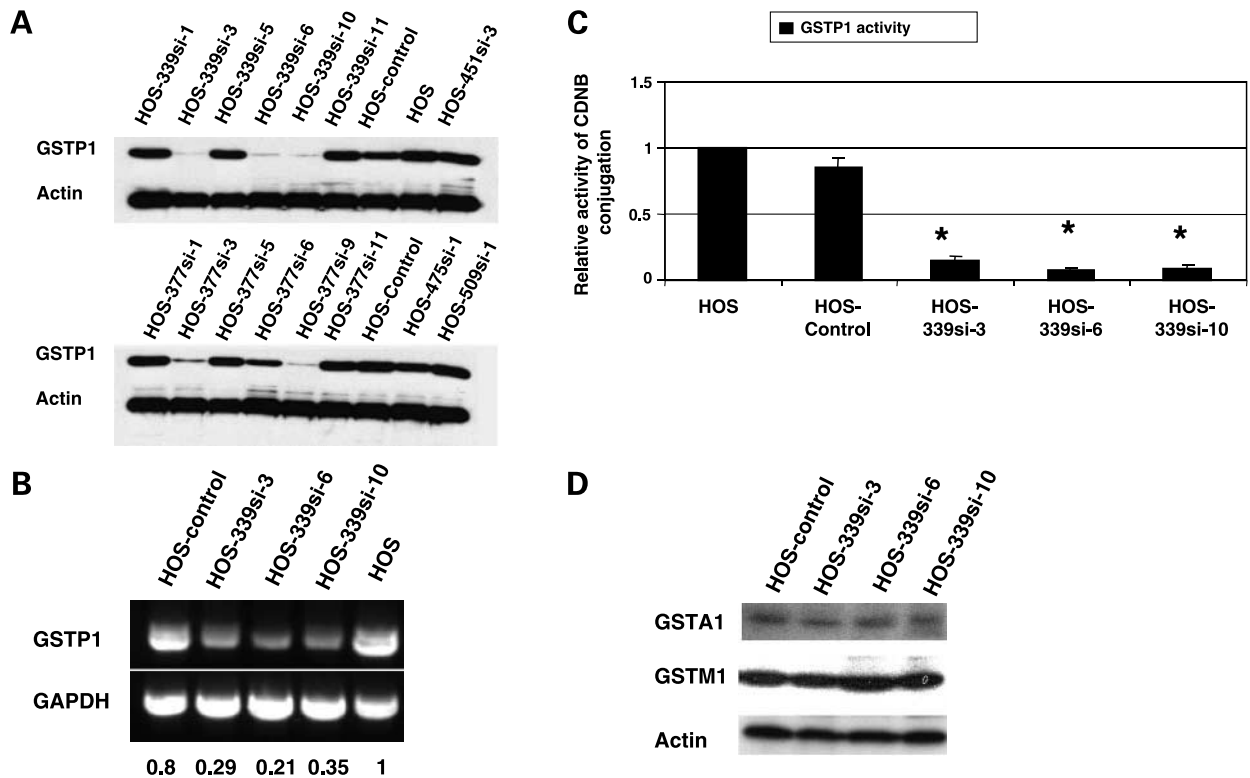 A
HOS-339si-1
HOS-339si-3
HOS-339si-5
HOS-339si-6
HOS-339si-10
HOS-339si-11
HOS-control
HOS
HOS-451si-3
GSTP1
Actin
HOS-377si-1
HOS-377si-3
HOS-377si-5
HOS-377si-6
HOS-377si-9
HOS-377si-11
HOS-Control
HOS-475si-1
HOS-509si-1
GSTP1
Actin
B
HOS-control
HOS-339si-3
HOS-339si-6
HOS-339si-10
HOS
GSTP1
GAPDH
0.8 0.29 0.21 0.35 1
C
GSTP1 activity
Relative activity of CDNB
conjugation
1.5
1
0.5
0
* * *
HOS HOS- HOS- HOS- HOS-
Control 339si-3 339si-6 339si-10
D
HOS-control
HOS-339si-3
HOS-339si-6
HOS-339si-10
GSTA1
GSTM1
Actin